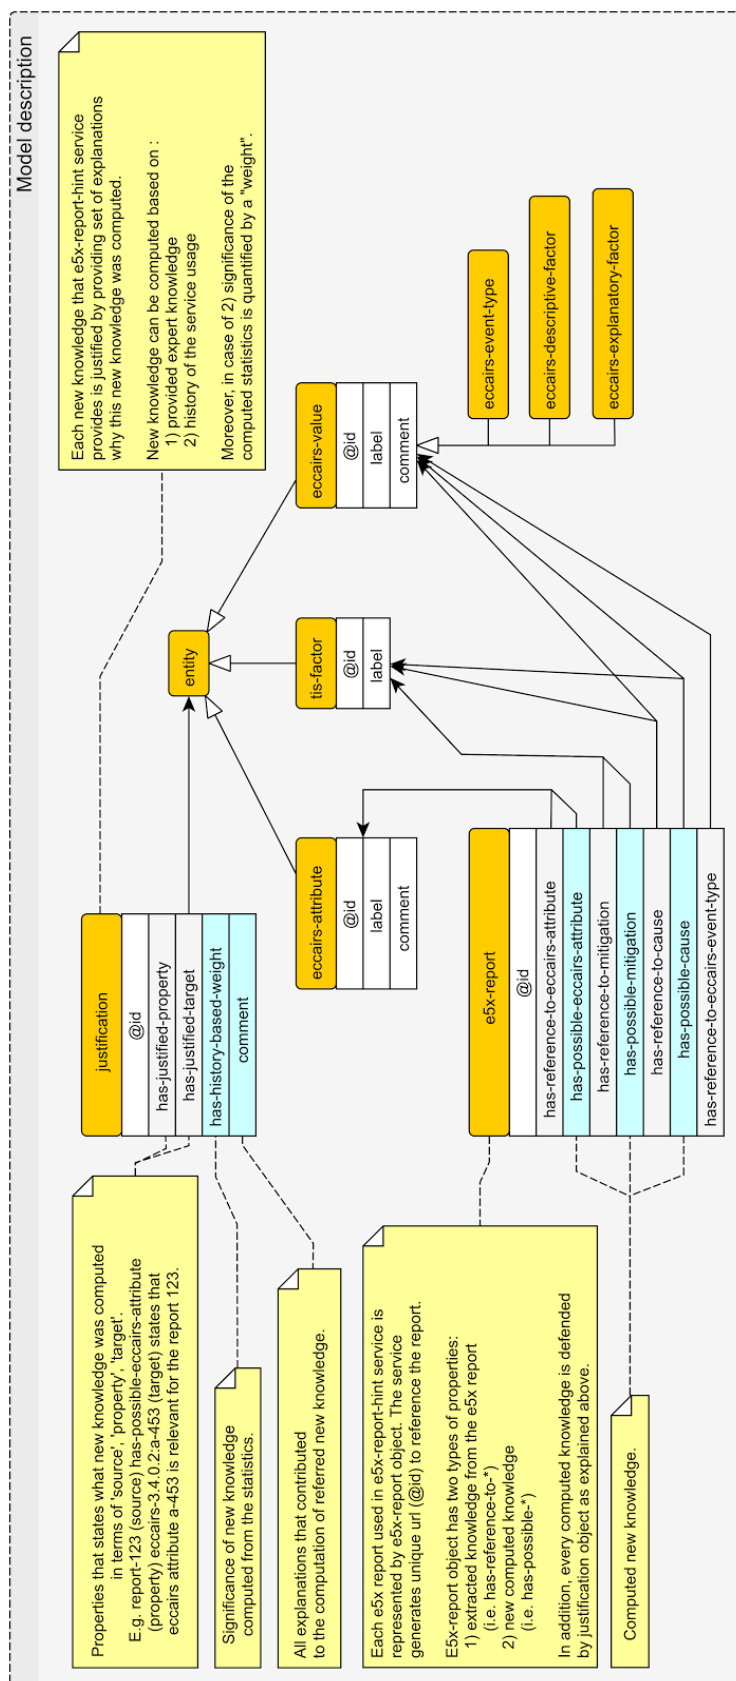 Model description
Properties that states what new knowledge was computed
in terms of 'source', 'property', 'target'.
E.g. report-123 (source) has-possible-eccairs-attribute
(property) eccairs-3.4.0.2:a-453 (target) states that
eccairs attribute a-453 is relevant for the report 123.
Significance of new knowledge
computed from the statistics.
All explanations that contributed
to the computation of referred new knowledge.
justification
@id
has-justified-property
has-justified-target
has-history-based-weight
comment
Each new knowledge that e5x-report-hint service
provides is justified by providing set of explanations
why this new knowledge was computed.
New knowledge can be computed based on :
1) provided expert knowledge
2) history of the service usage
Moreover, in case of 2) significance of the
computed statistics is quantified by a "weight".
entity
eccairs-attribute
@id
label
comment
tis-factor
@id
label
eccairs-value
@id
label
comment
eccairs-event-type
eccairs-descriptive-factor
eccairs-explanatory-factor
Each e5x report used in e5x-report-hint service is
represented by e5x-report object. The service
generates unique url (@id) to reference the report.
E5x-report object has two types of properties:
1) extracted knowledge from the e5x report
(i.e. has-reference-to-*)
2) new computed knowledge
(i.e. has-possible-*)
In addition, every computed knowledge is defended
by justification object as explained above.
Computed new knowledge.
e5x-report
@id
has-reference-to-eccairs-attribute
has-possible-eccairs-attribute
has-reference-to-mitigation
has-possible-mitigation
has-reference-to-cause
has-possible-cause
has-reference-to-eccairs-event-type